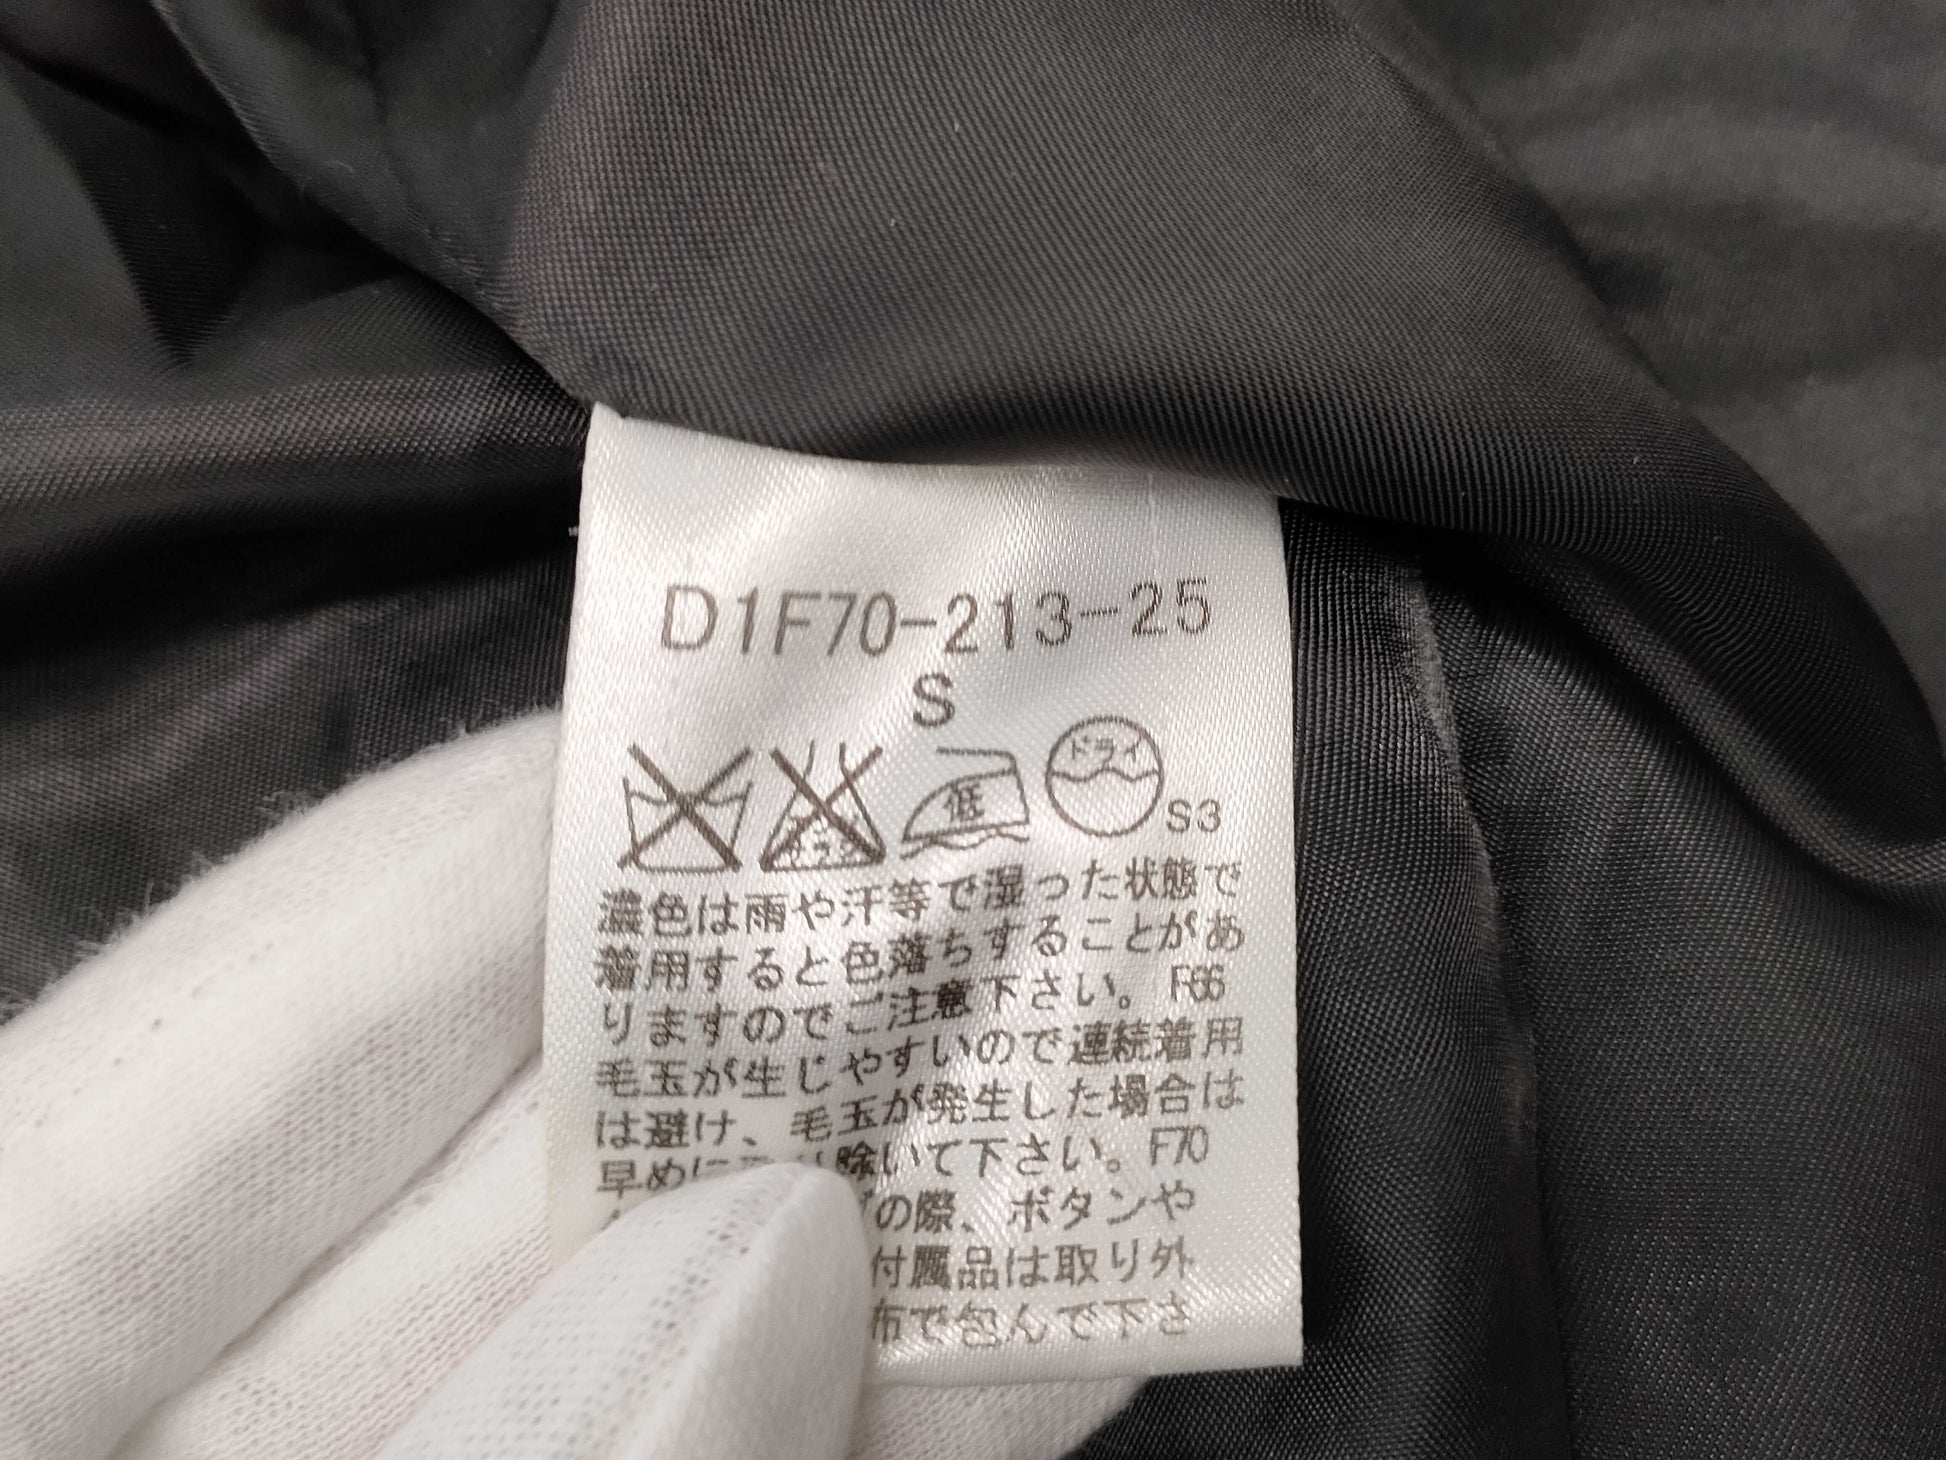 D1F70-213-25
S
低
ドライ
S3
濃色は雨や汗等で湿った状態で
着用すると色落ちすることがあ
りますのでご注意下さい。F66
毛玉が生じやすいので連続着用
は避け、毛玉が発生した場合は
早めに 除いて下さい。F70
の際、ボタンや
付属品は取り外
布で包んで下さ